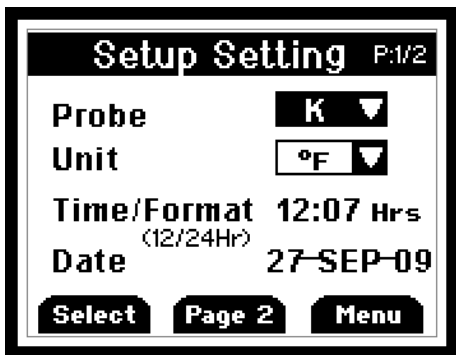 Setup Setting P:1/2
Probe K
Unit °F
Time/Format 12:07 Hrs
(12/24Hr)
Date 27-SEP-09
Select Page 2 Menu